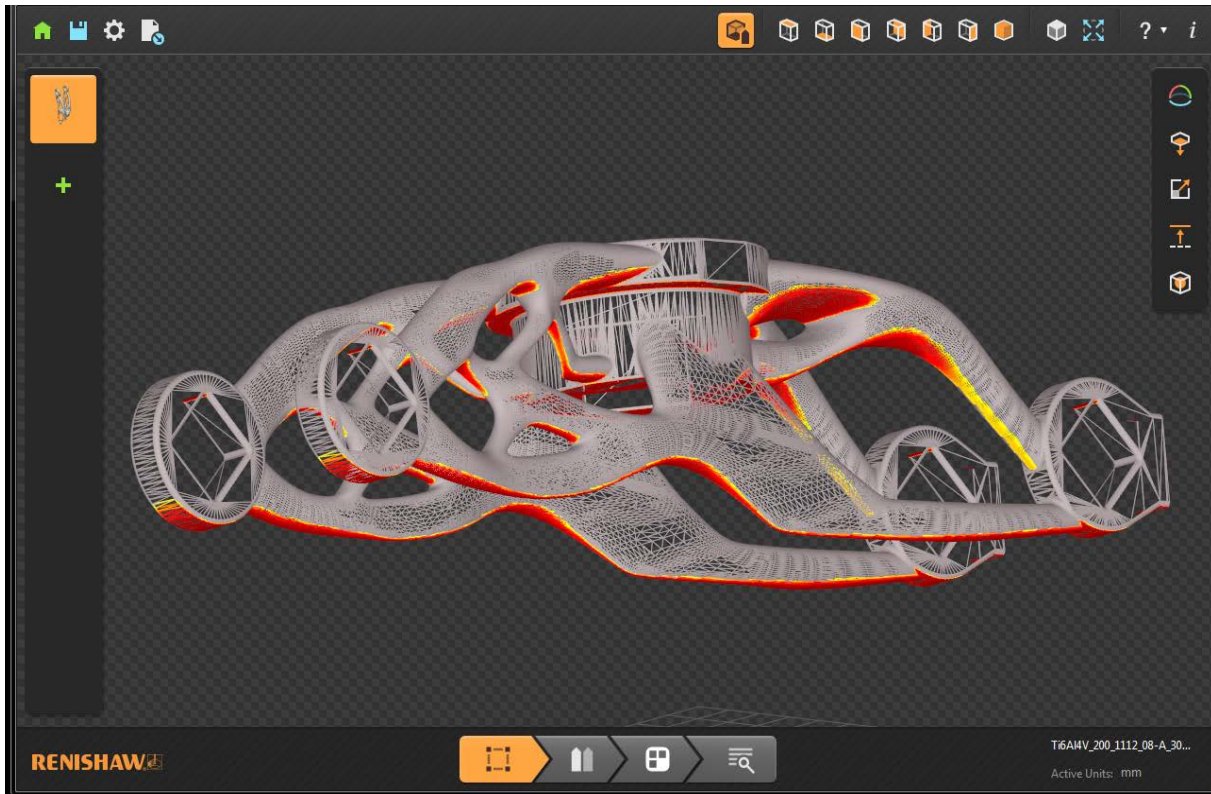 ? i
RENISHAW
Ti6Al4V_200_1112_08-A_30...
Active Units: mm